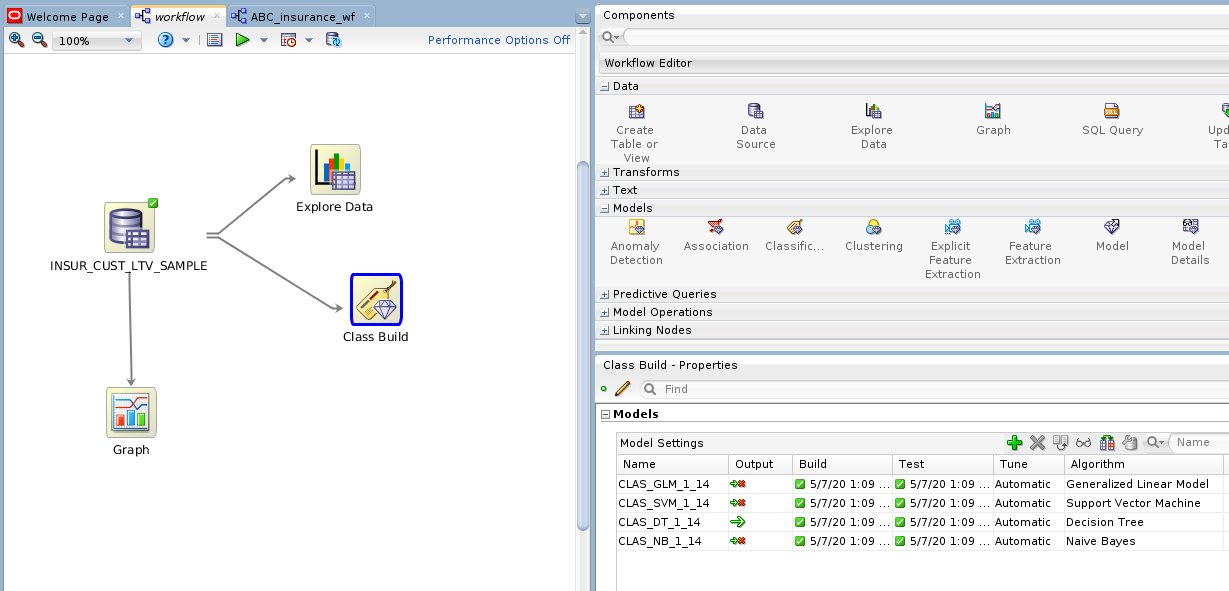 Welcome Page
workflow
ABC_insurance_wf
100%
Performance Options Off
Explore Data
INSUR_CUST_LTV_SAMPLE
Class Build
Graph
Components
Workflow Editor
Data
Create Table or View
Data Source
Explore Data
Graph
SQL Query
Transforms
Text
Models
Anomaly Detection
Association
Classific...
Clustering
Explicit Feature Extraction
Feature Extraction
Model
Model Details
Predictive Queries
Model Operations
Linking Nodes
Class Build - Properties
Find
Models
Model Settings
Name
Name Output Build Test Tune Algorithm
CLAS_GLM_1_14 5/7/20 1:09 ... 5/7/20 1:09 ... Automatic Generalized Linear Model
CLAS_SVM_1_14 5/7/20 1:09 ... 5/7/20 1:09 ... Automatic Support Vector Machine
CLAS_DT_1_14 5/7/20 1:09 ... 5/7/20 1:09 ... Automatic Decision Tree
CLAS_NB_1_14 5/7/20 1:09 ... 5/7/20 1:09 ... Automatic Naive Bayes